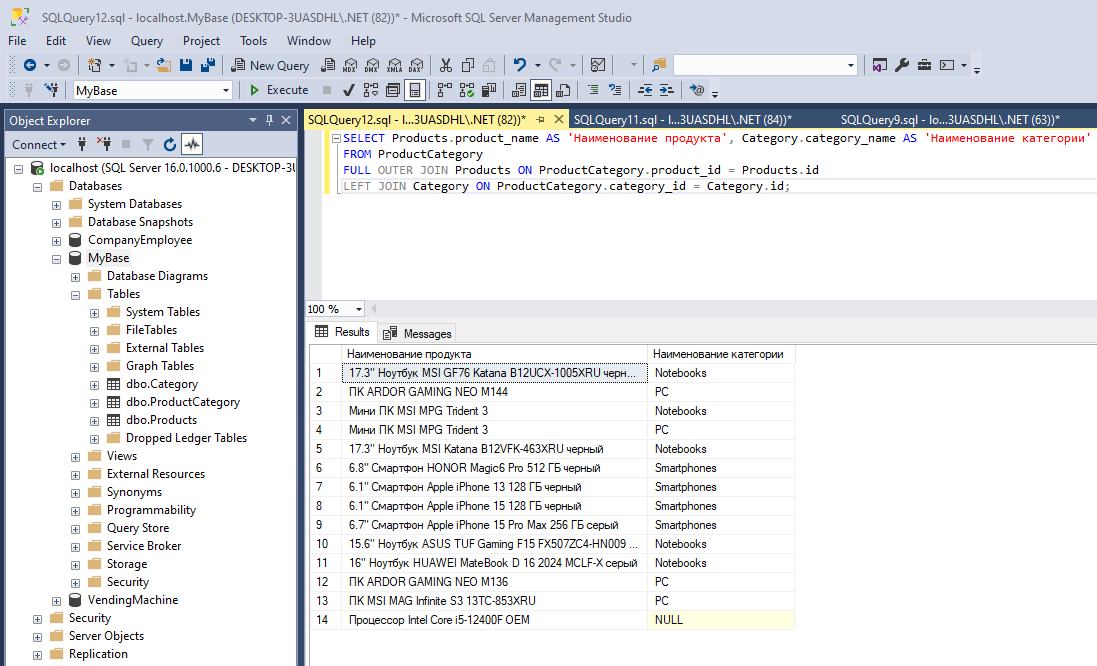 SQLQuery12.sql - localhost.MyBase (DESKTOP-3UASDHL\.NET (82))* - Microsoft SQL Server Management Studio
File Edit View Query Project Tools Window Help
New Query MDX DMX XMLA DAX
MyBase Execute
Object Explorer
Connect
localhost (SQL Server 16.0.1000.6 - DESKTOP-3U
Databases
System Databases
Database Snapshots
CompanyEmployee
MyBase
Database Diagrams
Tables
System Tables
FileTables
External Tables
Graph Tables
dbo.Category
dbo.ProductCategory
dbo.Products
Dropped Ledger Tables
Views
External Resources
Synonyms
Programmability
Query Store
Service Broker
Storage
Security
VendingMachine
Security
Server Objects
Replication
SQLQuery12.sql - l...3UASDHL\.NET (82))* SQLQuery11.sql - l...3UASDHL\.NET (84))* SQLQuery9.sql - lo...3UASDHL\.NET (63))*
SELECT Products.product_name AS 'Наименование продукта', Category.category_name AS 'Наименование категории'
FROM ProductCategory
FULL OUTER JOIN Products ON ProductCategory.product_id = Products.id
LEFT JOIN Category ON ProductCategory.category_id = Category.id;
100 %
Results Messages
Наименование продукта Наименование категории
1 17.3" Ноутбук MSI GF76 Katana B12UCX-1005XRU черн... Notebooks
2 ПК ARDOR GAMING NEO M144 PC
3 Мини ПК MSI MPG Trident 3 Notebooks
4 Мини ПК MSI MPG Trident 3 PC
5 17.3" Ноутбук MSI Katana B12VFK-463XRU черный Notebooks
6 6.8" Смартфон HONOR Magic6 Pro 512 ГБ черный Smartphones
7 6.1" Смартфон Apple iPhone 13 128 ГБ черный Smartphones
8 6.1" Смартфон Apple iPhone 15 128 ГБ черный Smartphones
9 6.7" Смартфон Apple iPhone 15 Pro Max 256 ГБ серый Smartphones
10 15.6" Ноутбук ASUS TUF Gaming F15 FX507ZC4-HN009 ... Notebooks
11 16" Ноутбук HUAWEI MateBook D 16 2024 MCLF-X серый Notebooks
12 ПК ARDOR GAMING NEO M136 PC
13 ПК MSI MAG Infinite S3 13TC-853XRU PC
14 Процессор Intel Core i5-12400F OEM NULL